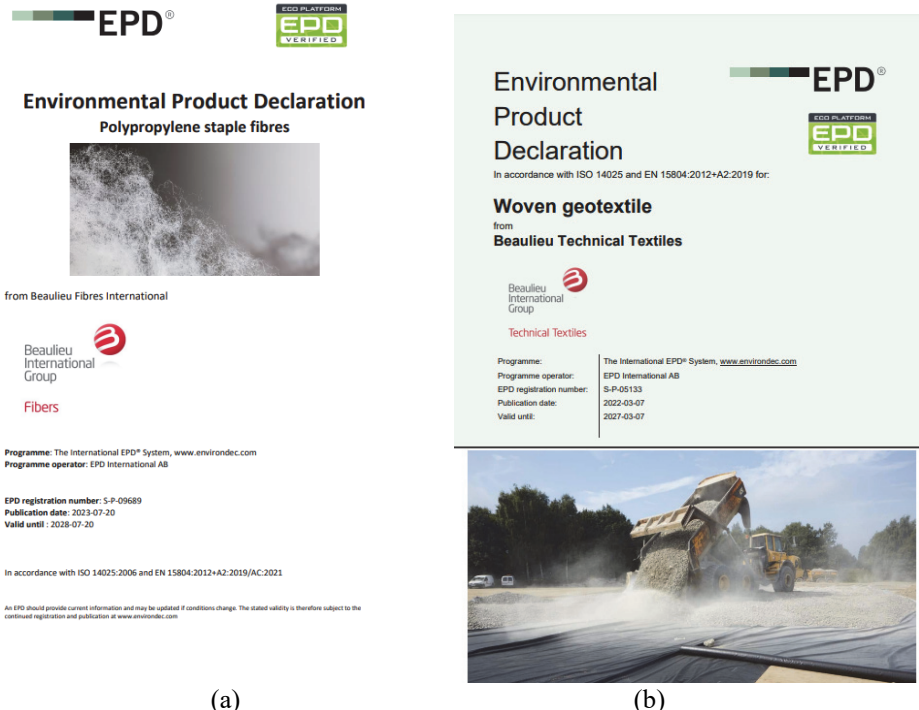 EPD®
ECO PLATFORM
EPD
VERIFIED
Environmental Product Declaration
Polypropylene staple fibres
from Beaulieu Fibres International
Beaulieu
International
Group
Fibers
Programme: The International EPD® System, www.environdec.com
Programme operator: EPD International AB
EPD registration number: S-P-09689
Publication date: 2023-07-20
Valid until : 2028-07-20
In accordance with ISO 14025:2006 and EN 15804:2012+A2:2019/AC:2021
An EPD should provide current information and may be updated if conditions change. The stated validity is therefore subject to the
continued registration and publication at www.environdec.com
(a)
Environmental
Product
Declaration
EPD®
ECO PLATFORM
EPD
VERIFIED
In accordance with ISO 14025 and EN 15804:2012+A2:2019 for:
Woven geotextile
from
Beaulieu Technical Textiles
Beaulieu
International
Group
Technical Textiles
Programme: The International EPD® System, www.environdec.com
Programme operator: EPD International AB
EPD registration number: S-P-05133
Publication date: 2022-03-07
Valid until: 2027-03-07
(b)